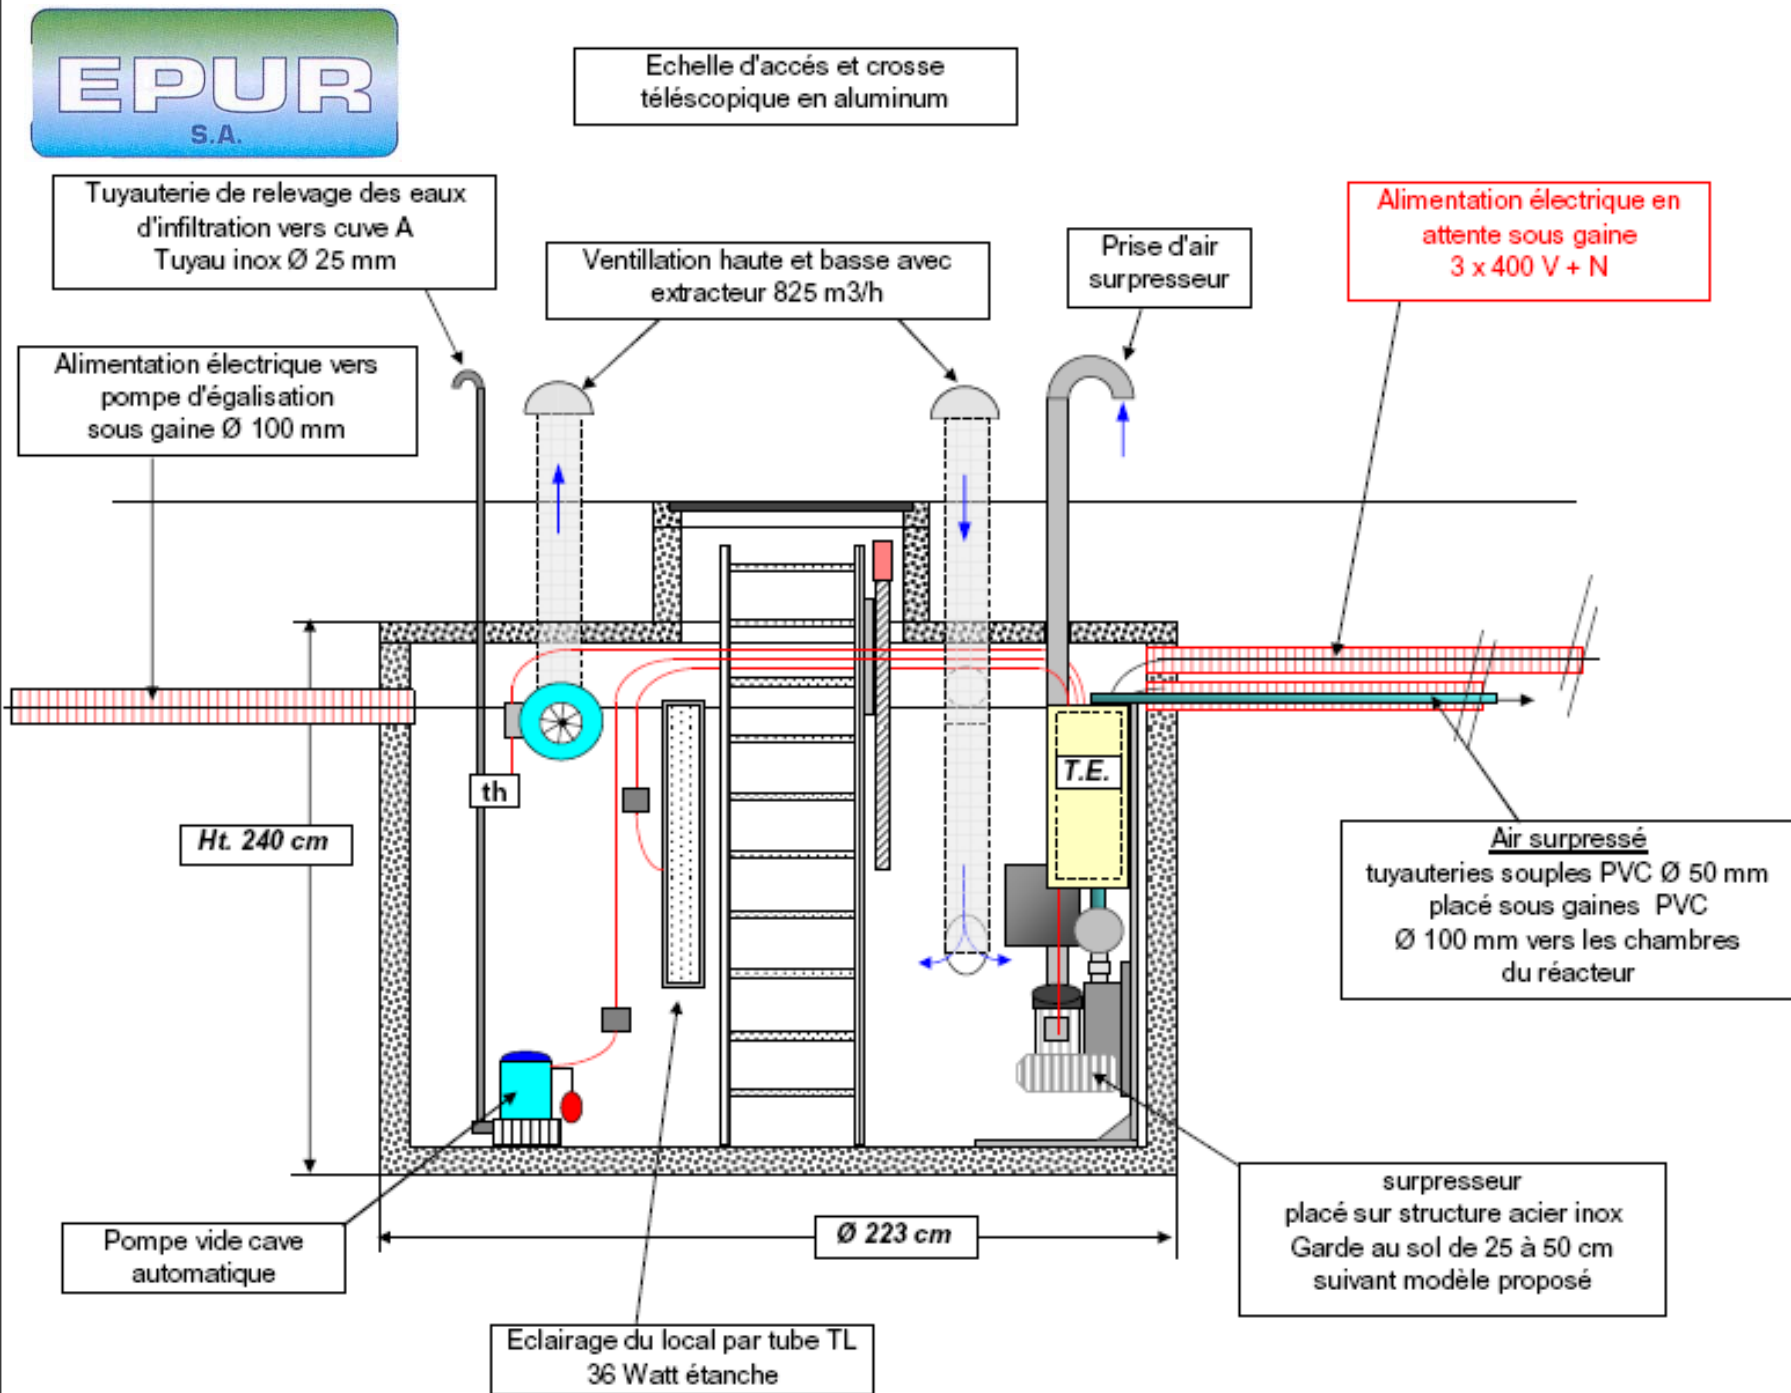 EPUR
S.A.
Echelle d'accés et crosse
téléscopique en aluminum
Tuyauterie de relevage des eaux
d'infiltration vers cuve A
Tuyau inox Ø 25 mm
Ventillation haute et basse avec
extracteur 825 m3/h
Prise d'air
surpresseur
Alimentation électrique en
attente sous gaine
3 x 400 V + N
Alimentation électrique vers
pompe d'égalisation
sous gaine Ø 100 mm
T.E.
th
Ht. 240 cm
Air surpressé
tuyauteries souples PVC Ø 50 mm
placé sous gaines PVC
Ø 100 mm vers les chambres
du réacteur
surpresseur
placé sur structure acier inox
Garde au sol de 25 à 50 cm
suivant modèle proposé
Ø 223 cm
Pompe vide cave
automatique
Eclairage du local par tube TL
36 Watt étanche